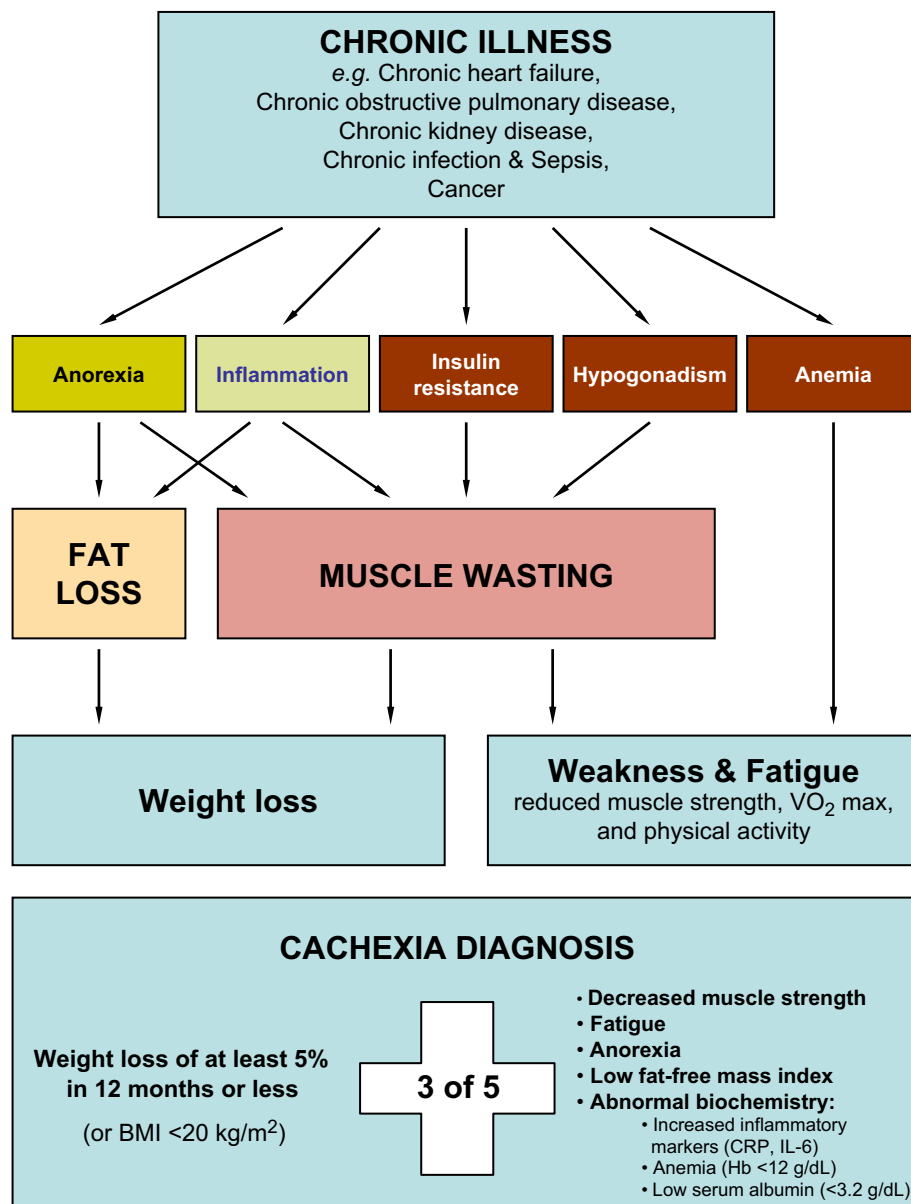 CHRONIC ILLNESS
e.g. Chronic heart failure,
Chronic obstructive pulmonary disease,
Chronic kidney disease,
Chronic infection & Sepsis,
Cancer
Anorexia
Inflammation
Insulin
resistance
Hypogonadism
Anemia
FAT
LOSS
MUSCLE WASTING
Weight loss
Weakness & Fatigue
reduced muscle strength, VO₂ max,
and physical activity
CACHEXIA DIAGNOSIS
Weight loss of at least 5%
in 12 months or less
(or BMI <20 kg/m²)
3 of 5
• Decreased muscle strength
• Fatigue
• Anorexia
• Low fat-free mass index
• Abnormal biochemistry:
• Increased inflammatory
markers (CRP, IL-6)
• Anemia (Hb <12 g/dL)
• Low serum albumin (<3.2 g/dL)